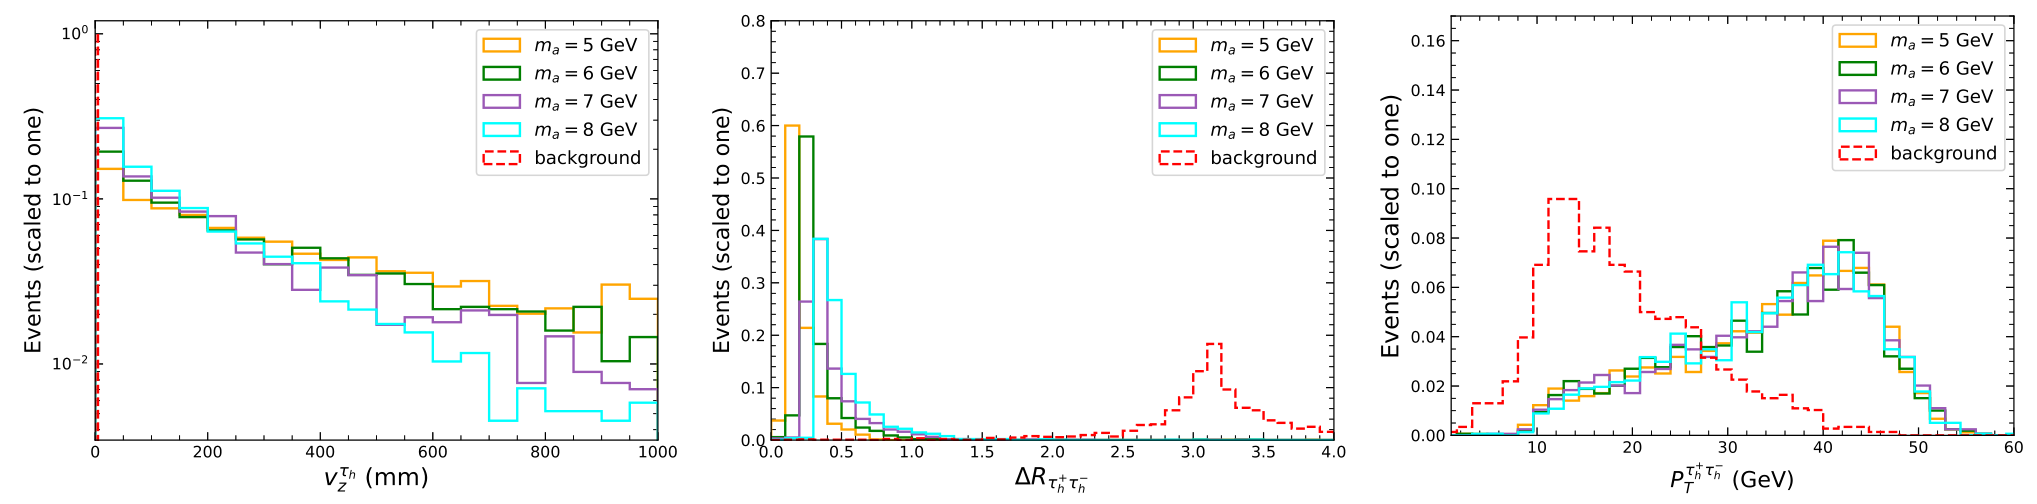 Events (scaled to one)
10⁰
10⁻¹
10⁻²
0 200 400 600 800 1000
v_z^{τ_h} (mm)
m_a = 5 GeV
m_a = 6 GeV
m_a = 7 GeV
m_a = 8 GeV
background
Events (scaled to one)
0.8
0.7
0.6
0.5
0.4
0.3
0.2
0.1
0.0
0.0 0.5 1.0 1.5 2.0 2.5 3.0 3.5 4.0
ΔR_{τ_h^+ τ_h^-}
m_a = 5 GeV
m_a = 6 GeV
m_a = 7 GeV
m_a = 8 GeV
background
Events (scaled to one)
0.16
0.14
0.12
0.10
0.08
0.06
0.04
0.02
0.00
10 20 30 40 50 60
P_T^{τ_h^+ τ_h^-} (GeV)
m_a = 5 GeV
m_a = 6 GeV
m_a = 7 GeV
m_a = 8 GeV
background